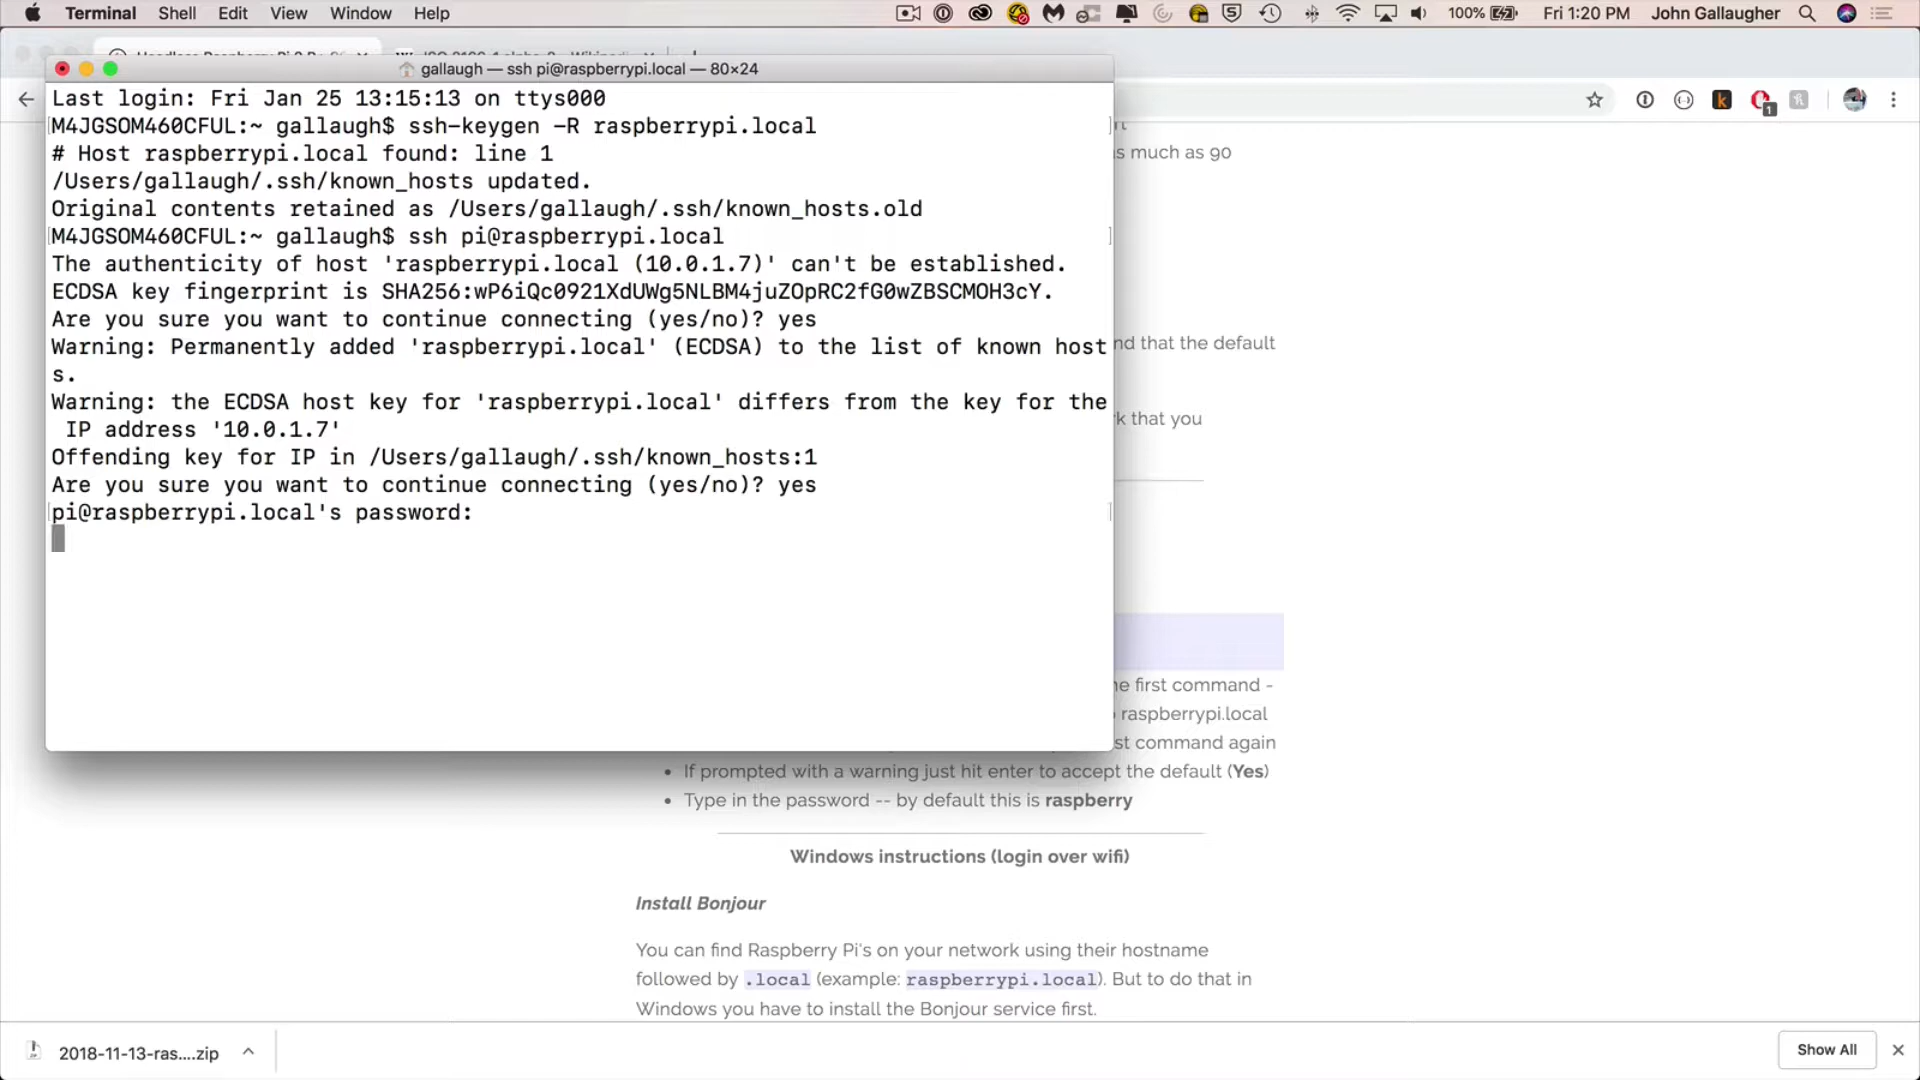 Terminal Shell Edit View Window Help 100% Fri 1:20 PM John Gallaugher
gallaugh — ssh pi@raspberrypi.local — 80×24
Last login: Fri Jan 25 13:15:13 on ttys000
M4JGSOM460CFUL:~ gallaugh$ ssh-keygen -R raspberrypi.local
# Host raspberrypi.local found: line 1
/Users/gallaugh/.ssh/known_hosts updated.
Original contents retained as /Users/gallaugh/.ssh/known_hosts.old
M4JGSOM460CFUL:~ gallaugh$ ssh pi@raspberrypi.local
The authenticity of host 'raspberrypi.local (10.0.1.7)' can't be established.
ECDSA key fingerprint is SHA256:wP6iQc0921XdUWg5NLBM4juZOpRC2fG0wZBSCMOH3cY.
Are you sure you want to continue connecting (yes/no)? yes
Warning: Permanently added 'raspberrypi.local' (ECDSA) to the list of known host
s.
Warning: the ECDSA host key for 'raspberrypi.local' differs from the key for the
IP address '10.0.1.7'
Offending key for IP in /Users/gallaugh/.ssh/known_hosts:1
Are you sure you want to continue connecting (yes/no)? yes
pi@raspberrypi.local's password:
s much as 90
nd that the default
k that you
he first command -
raspberrypi.local
st command again
• If prompted with a warning just hit enter to accept the default (Yes)
• Type in the password -- by default this is raspberry
Windows instructions (login over wifi)
Install Bonjour
You can find Raspberry Pi's on your network using their hostname
followed by .local (example: raspberrypi.local). But to do that in
Windows you have to install the Bonjour service first.
2018-11-13-ras....zip
Show All